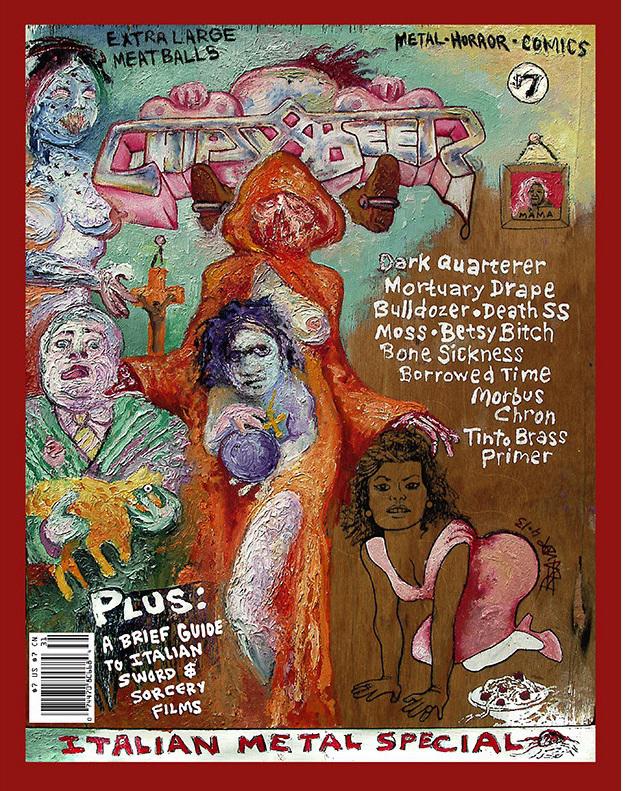 EXTRA LARGE
MEATBALLS
METAL·HORROR·COMICS
$7
CHIPS & BEER
MAMA
Dark Quarterer
Mortuary Drape
Bulldozer·Death SS
Moss·Betsy Bitch
Bone Sickness
Borrowed Time
Morbus
Chron
Tinto Brass
Primer
PLUS:
A BRIEF GUIDE
TO ITALIAN
SWORD &
SORCERY
FILMS
ITALIAN METAL SPECIAL